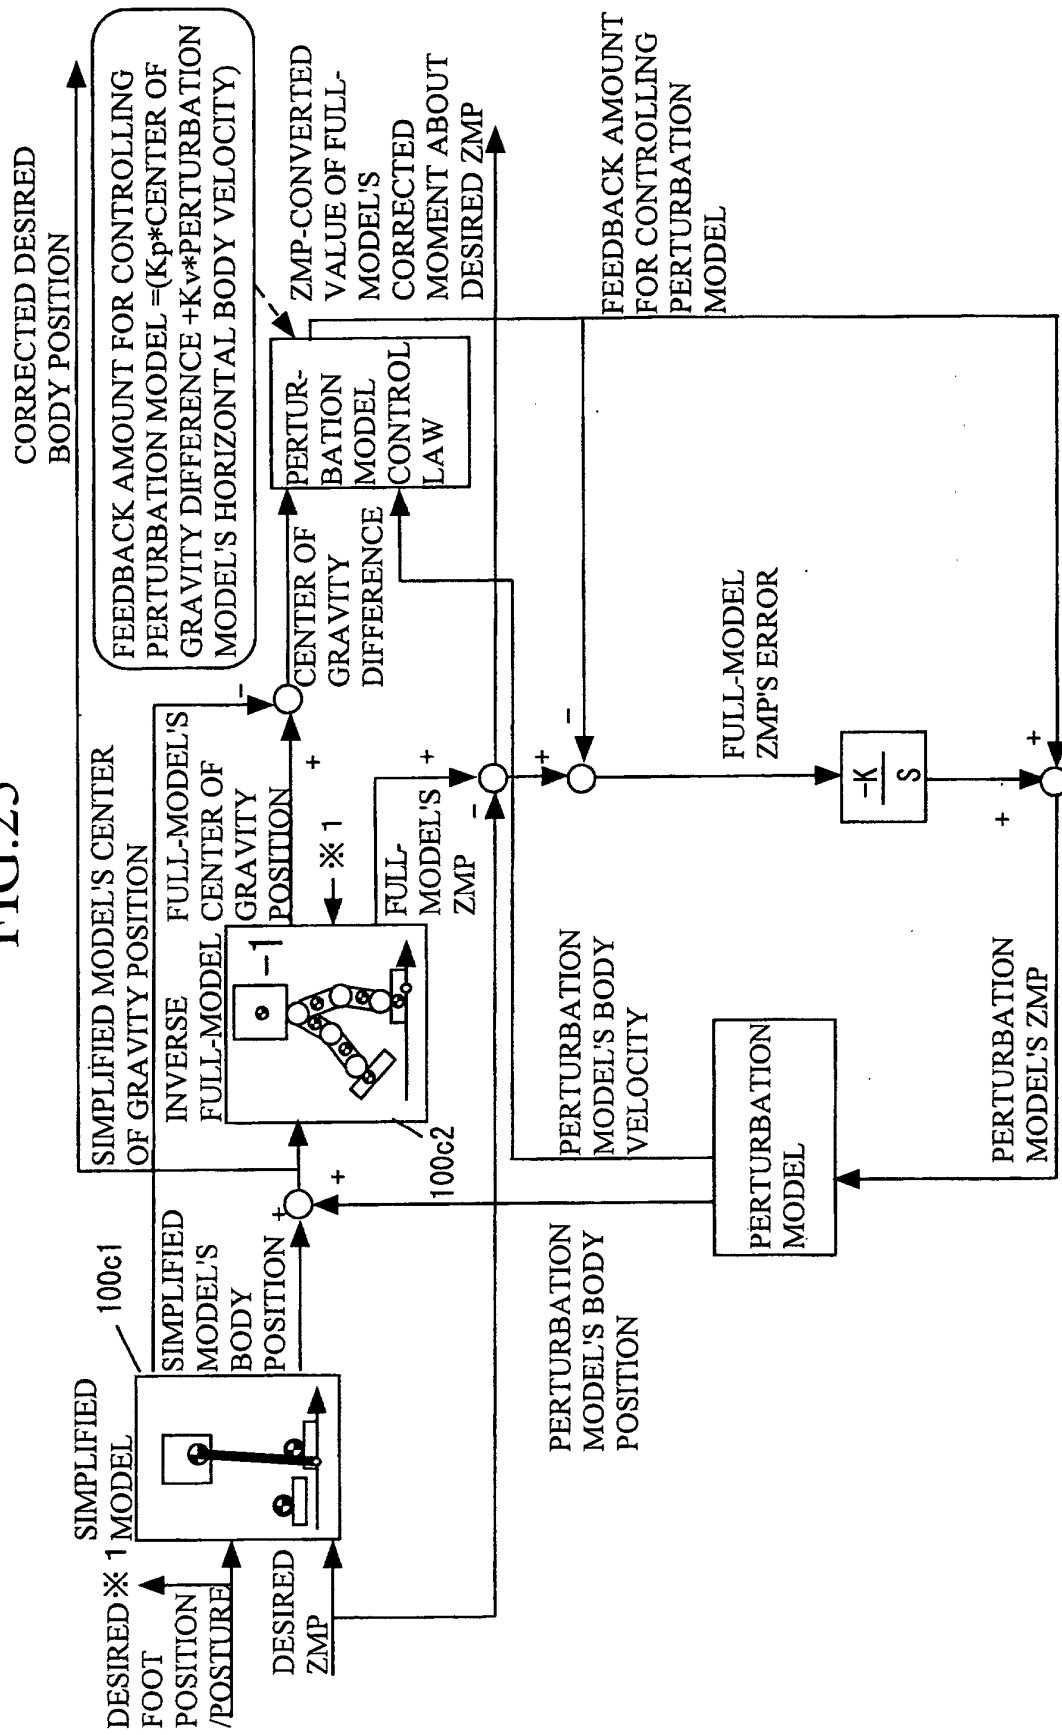 FIG.25
CORRECTED DESIRED
BODY POSITION
FEEDBACK AMOUNT FOR CONTROLLING
PERTURBATION MODEL =(Kp*CENTER OF
GRAVITY DIFFERENCE +Kv*PERTURBATION
MODEL'S HORIZONTAL BODY VELOCITY)
SIMPLIFIED MODEL'S CENTER
OF GRAVITY POSITION
SIMPLIFIED
MODEL
100c1
DESIRED
FOOT
POSITION
/POSTURE
※1
DESIRED
ZMP
SIMPLIFIED
MODEL'S
BODY
POSITION
+
+
INVERSE
FULL-MODEL
-1
100c2
FULL-MODEL'S
CENTER OF
GRAVITY
POSITION
※1
+
-
CENTER OF
GRAVITY
DIFFERENCE
PERTUR-
BATION
MODEL
CONTROL
LAW
ZMP-CONVERTED
VALUE OF FULL-
MODEL'S
CORRECTED
MOMENT ABOUT
DESIRED ZMP
FULL-
MODEL'S
ZMP
+
-
+
-
FEEDBACK AMOUNT
FOR CONTROLLING
PERTURBATION
MODEL
PERTURBATION
MODEL'S BODY
VELOCITY
PERTURBATION
MODEL'S BODY
POSITION
FULL-MODEL
ZMP'S ERROR
-K
S
+
+
PERTURBATION
MODEL
PERTURBATION
MODEL'S ZMP